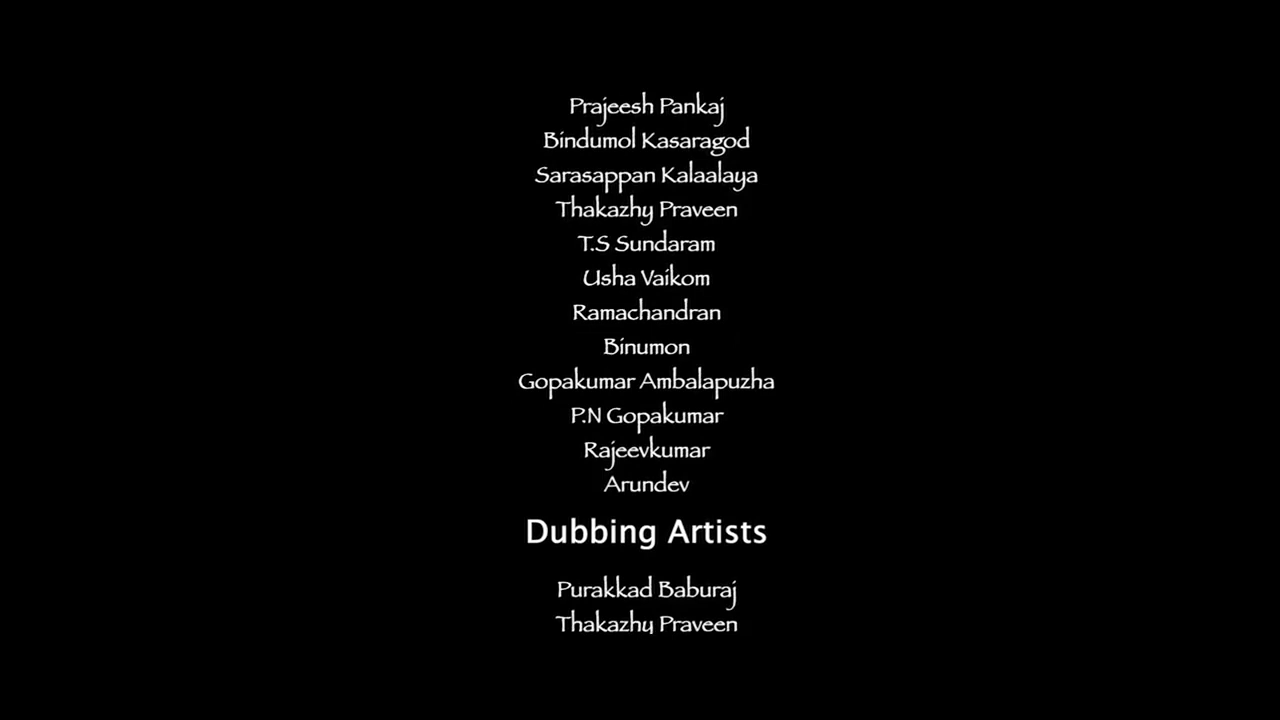 Prajeesh Pankaj
Bindumol Kasaragod
Sarasappan Kalaalaya
Thakazhy Praveen
T.S Sundaram
Usha Vaikom
Ramachandran
Binumon
Gopakumar Ambalapuzha
P.N Gopakumar
Rajeevkumar
Arundev
Dubbing Artists
Purakkad Baburaj
Thakazhy Praveen